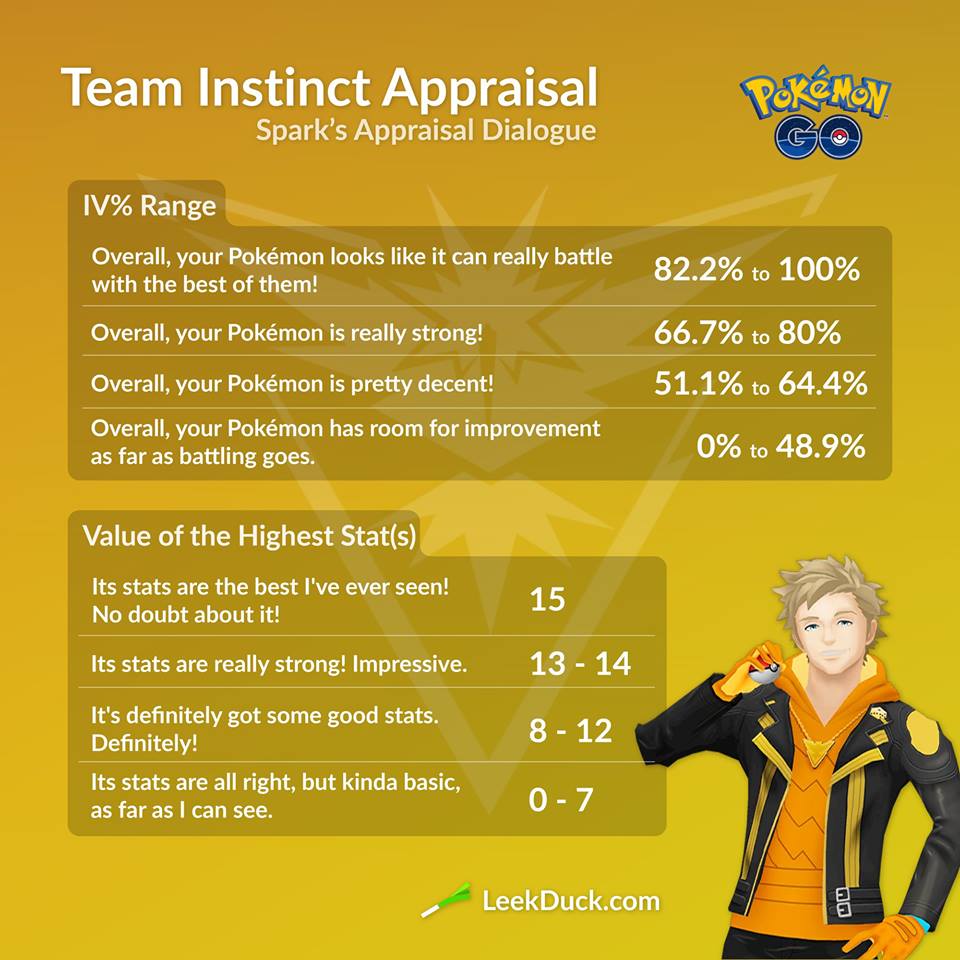 Team Instinct Appraisal
Spark's Appraisal Dialogue
POKéMON
GO
IV% Range
Overall, your Pokémon looks like it can really battle
with the best of them!
82.2% to 100%
Overall, your Pokémon is really strong!
66.7% to 80%
Overall, your Pokémon is pretty decent!
51.1% to 64.4%
Overall, your Pokémon has room for improvement
as far as battling goes.
0% to 48.9%
Value of the Highest Stat(s)
Its stats are the best I've ever seen!
No doubt about it!
15
Its stats are really strong! Impressive.
13 - 14
It's definitely got some good stats.
Definitely!
8 - 12
Its stats are all right, but kinda basic,
as far as I can see.
0 - 7
LeekDuck.com